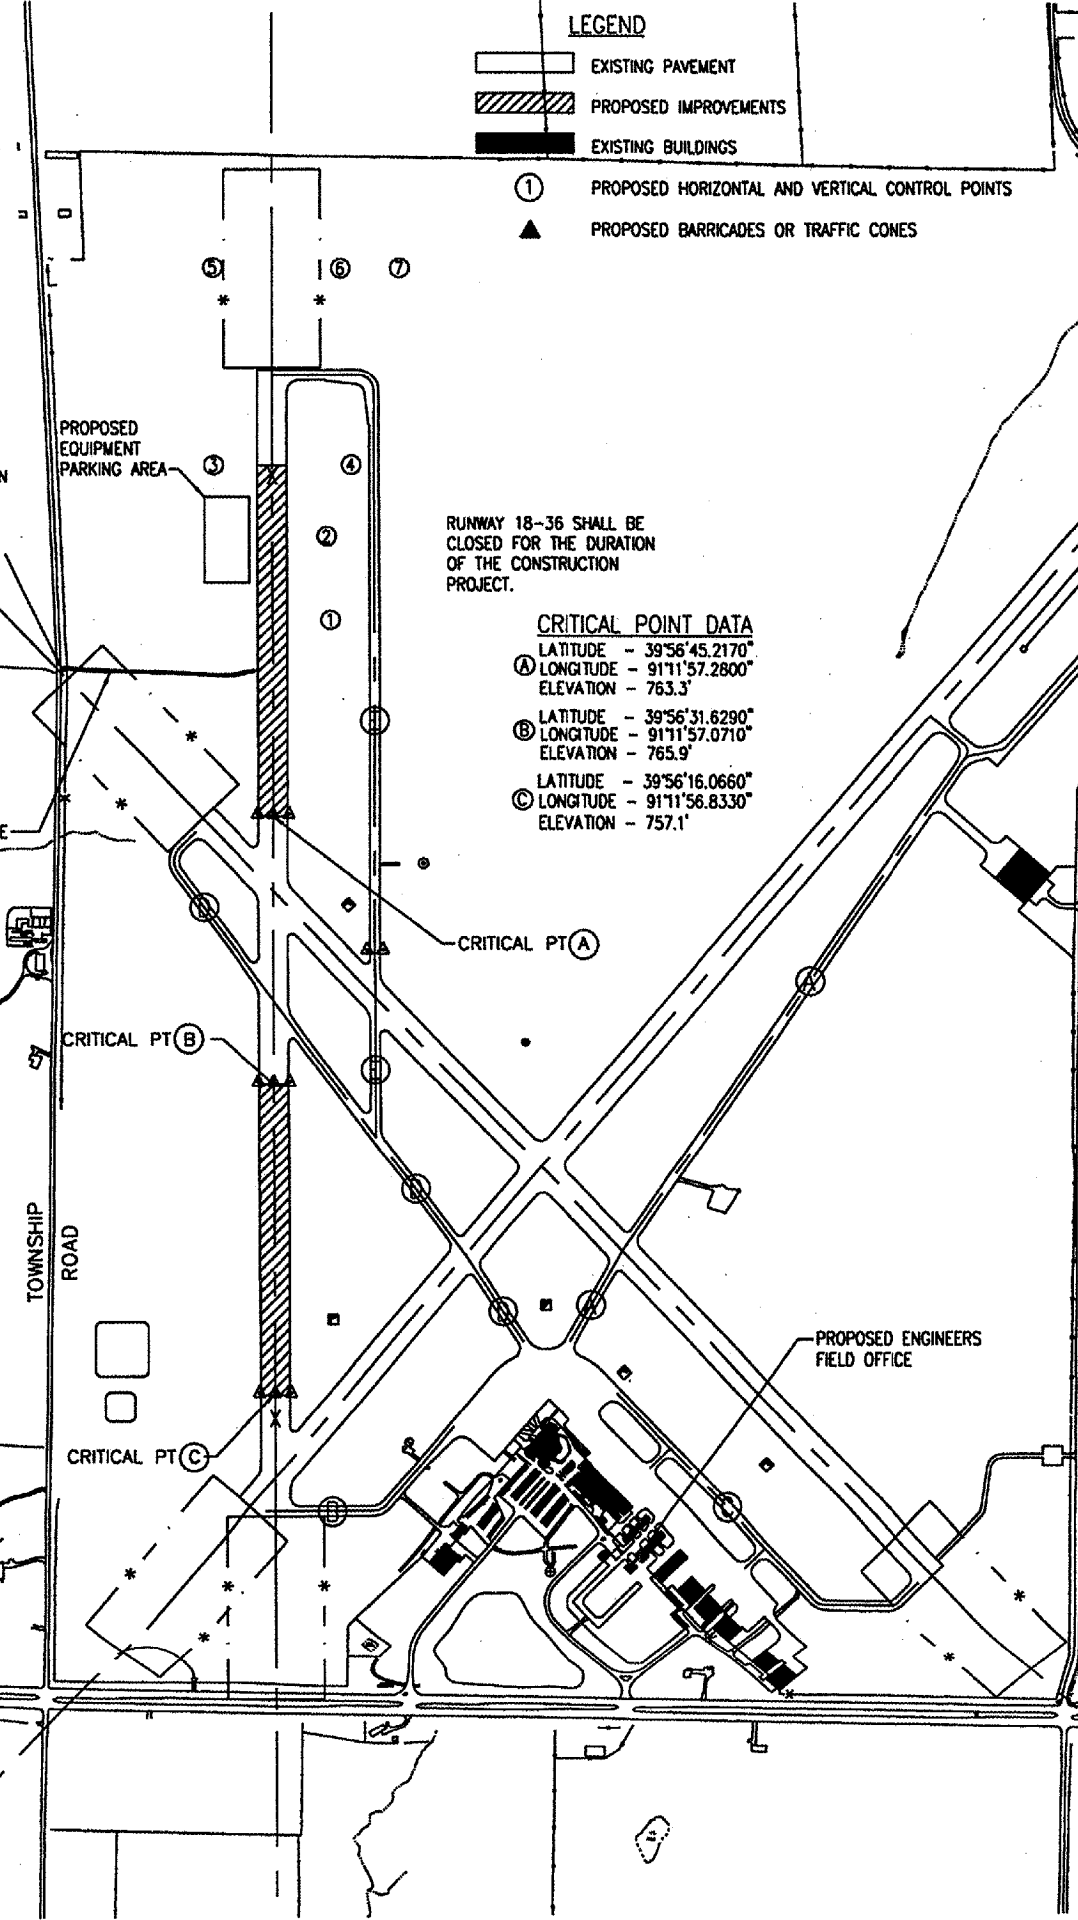 LEGEND
EXISTING PAVEMENT
PROPOSED IMPROVEMENTS
EXISTING BUILDINGS
1 PROPOSED HORIZONTAL AND VERTICAL CONTROL POINTS
PROPOSED BARRICADES OR TRAFFIC CONES
5 6 7
PROPOSED
EQUIPMENT
PARKING AREA
3
4
N
2
1
RUNWAY 18-36 SHALL BE
CLOSED FOR THE DURATION
OF THE CONSTRUCTION
PROJECT.
CRITICAL POINT DATA
LATITUDE - 39°56'45.2170"
A LONGITUDE - 91°11'57.2800"
ELEVATION - 763.3'
LATITUDE - 39°56'31.6290"
B LONGITUDE - 91°11'57.0710"
ELEVATION - 765.9'
LATITUDE - 39°56'16.0660"
C LONGITUDE - 91°11'56.8330"
ELEVATION - 757.1'
E
CRITICAL PT A
A
CRITICAL PT B
TOWNSHIP
ROAD
A
PROPOSED ENGINEERS
FIELD OFFICE
CRITICAL PT C